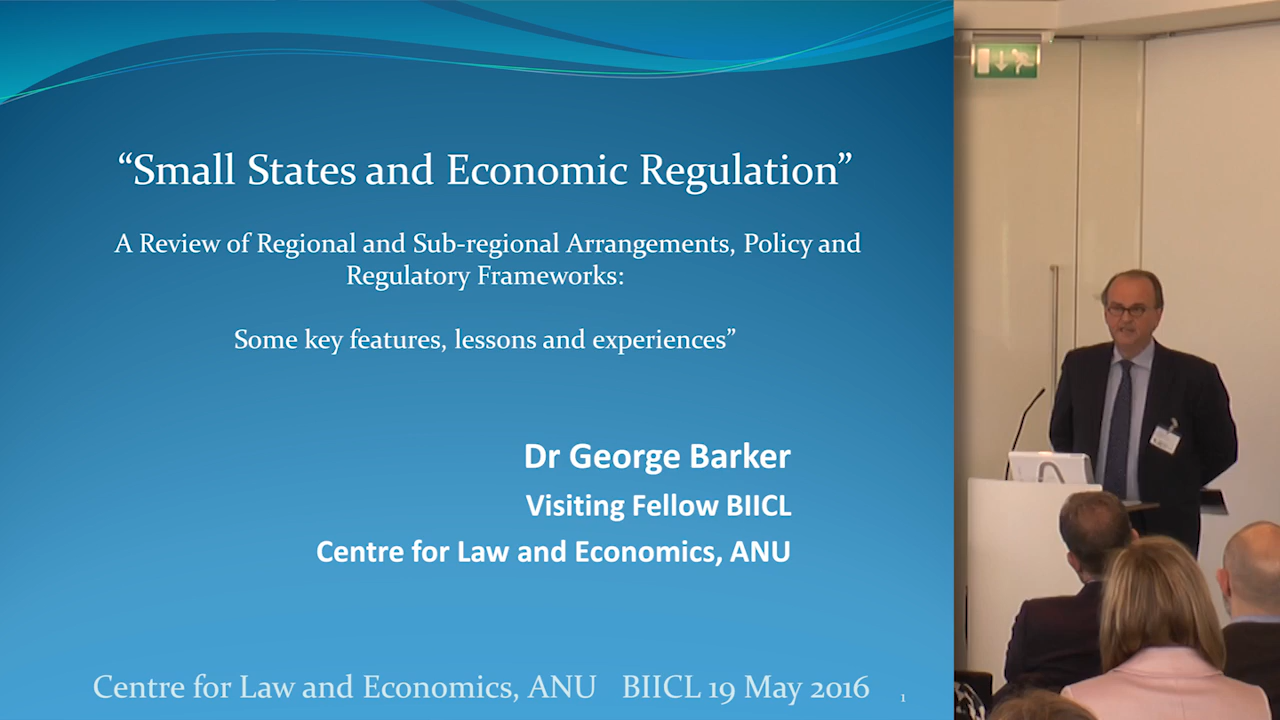 “Small States and Economic Regulation”
A Review of Regional and Sub-regional Arrangements, Policy and
Regulatory Frameworks:
Some key features, lessons and experiences”
Dr George Barker
Visiting Fellow BIICL
Centre for Law and Economics, ANU
Centre for Law and Economics, ANU BIICL 19 May 2016
1